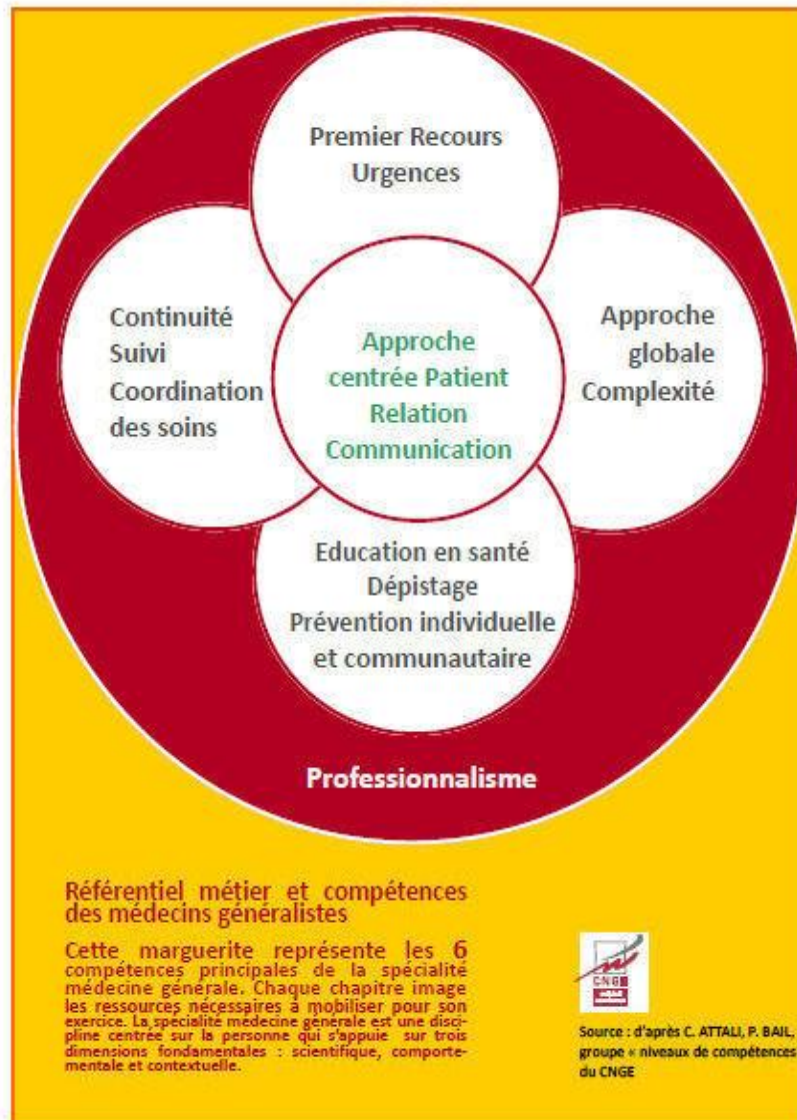 Premier Recours
Urgences
Continuité
Suivi
Coordination
des soins
Approche
centrée Patient
Relation
Communication
Approche
globale
Complexité
Education en santé
Dépistage
Prévention individuelle
et communautaire
Professionnalisme
Référentiel métier et compétences
des médecins généralistes
Cette marguerite représente les 6
compétences principales de la spécialité
médecine générale. Chaque chapitre image
les ressources nécessaires à mobiliser pour son
exercice. La spécialité médecine générale est une disci-
pline centrée sur la personne qui s'appuie sur trois
dimensions fondamentales : scientifique, comporte-
mentale et contextuelle.
CNGE
Source : d'après C. ATTALI, P. BAIL,
groupe « niveaux de compétences
du CNGE